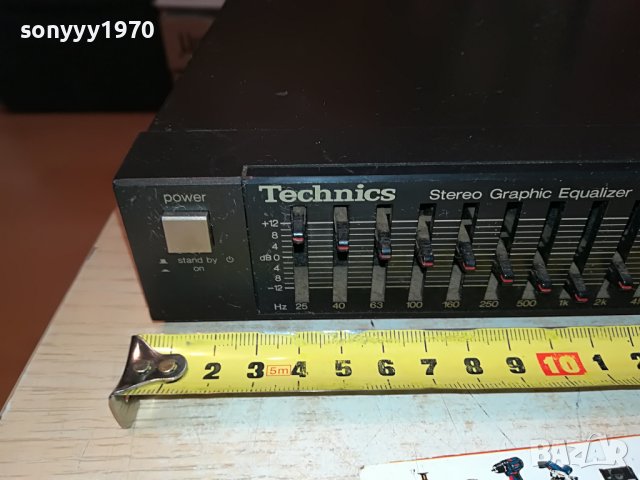 sonyyy1970
power
stand by
on
Technics
Stereo Graphic Equalizer
+12
8
4
dB 0
4
8
-12
Hz 25 40 63 100 160 250 500 1k 2k
2 3 5m 4 5 6 7 8 9 10 1 2
BAZAR